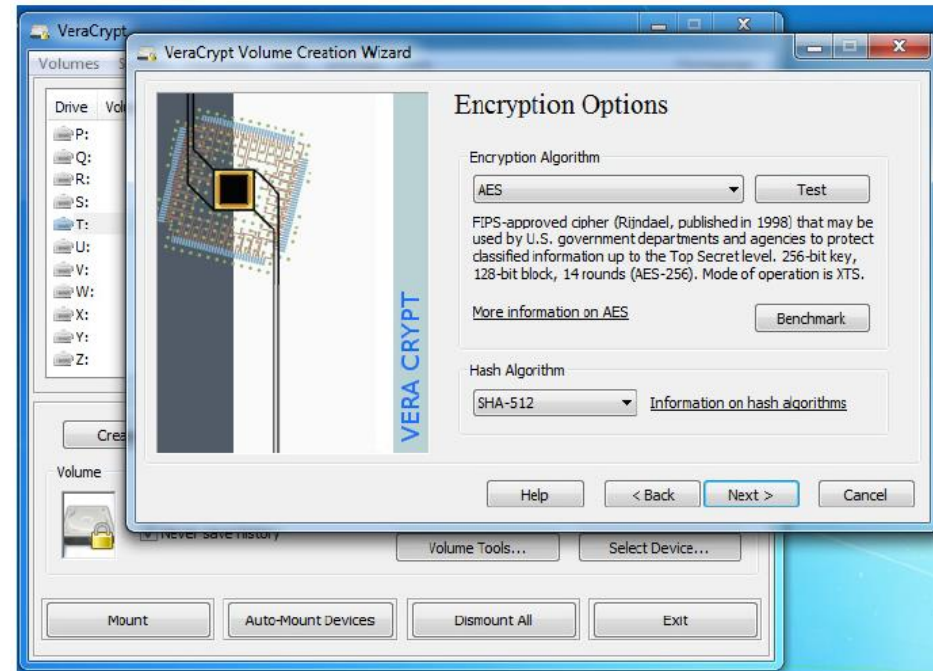 VeraCrypt
VeraCrypt Volume Creation Wizard
Volumes
Drive
P:
Q:
R:
S:
T:
U:
V:
W:
X:
Y:
Z:
VERA CRYPT
Encryption Options
Encryption Algorithm
AES
Test
FIPS-approved cipher (Rijndael, published in 1998) that may be
used by U.S. government departments and agencies to protect
classified information up to the Top Secret level. 256-bit key,
128-bit block, 14 rounds (AES-256). Mode of operation is XTS.
More information on AES
Benchmark
Hash Algorithm
SHA-512
Information on hash algorithms
Help
< Back
Next >
Cancel
Volume
Never save history
Volume Tools...
Select Device...
Mount
Auto-Mount Devices
Dismount All
Exit